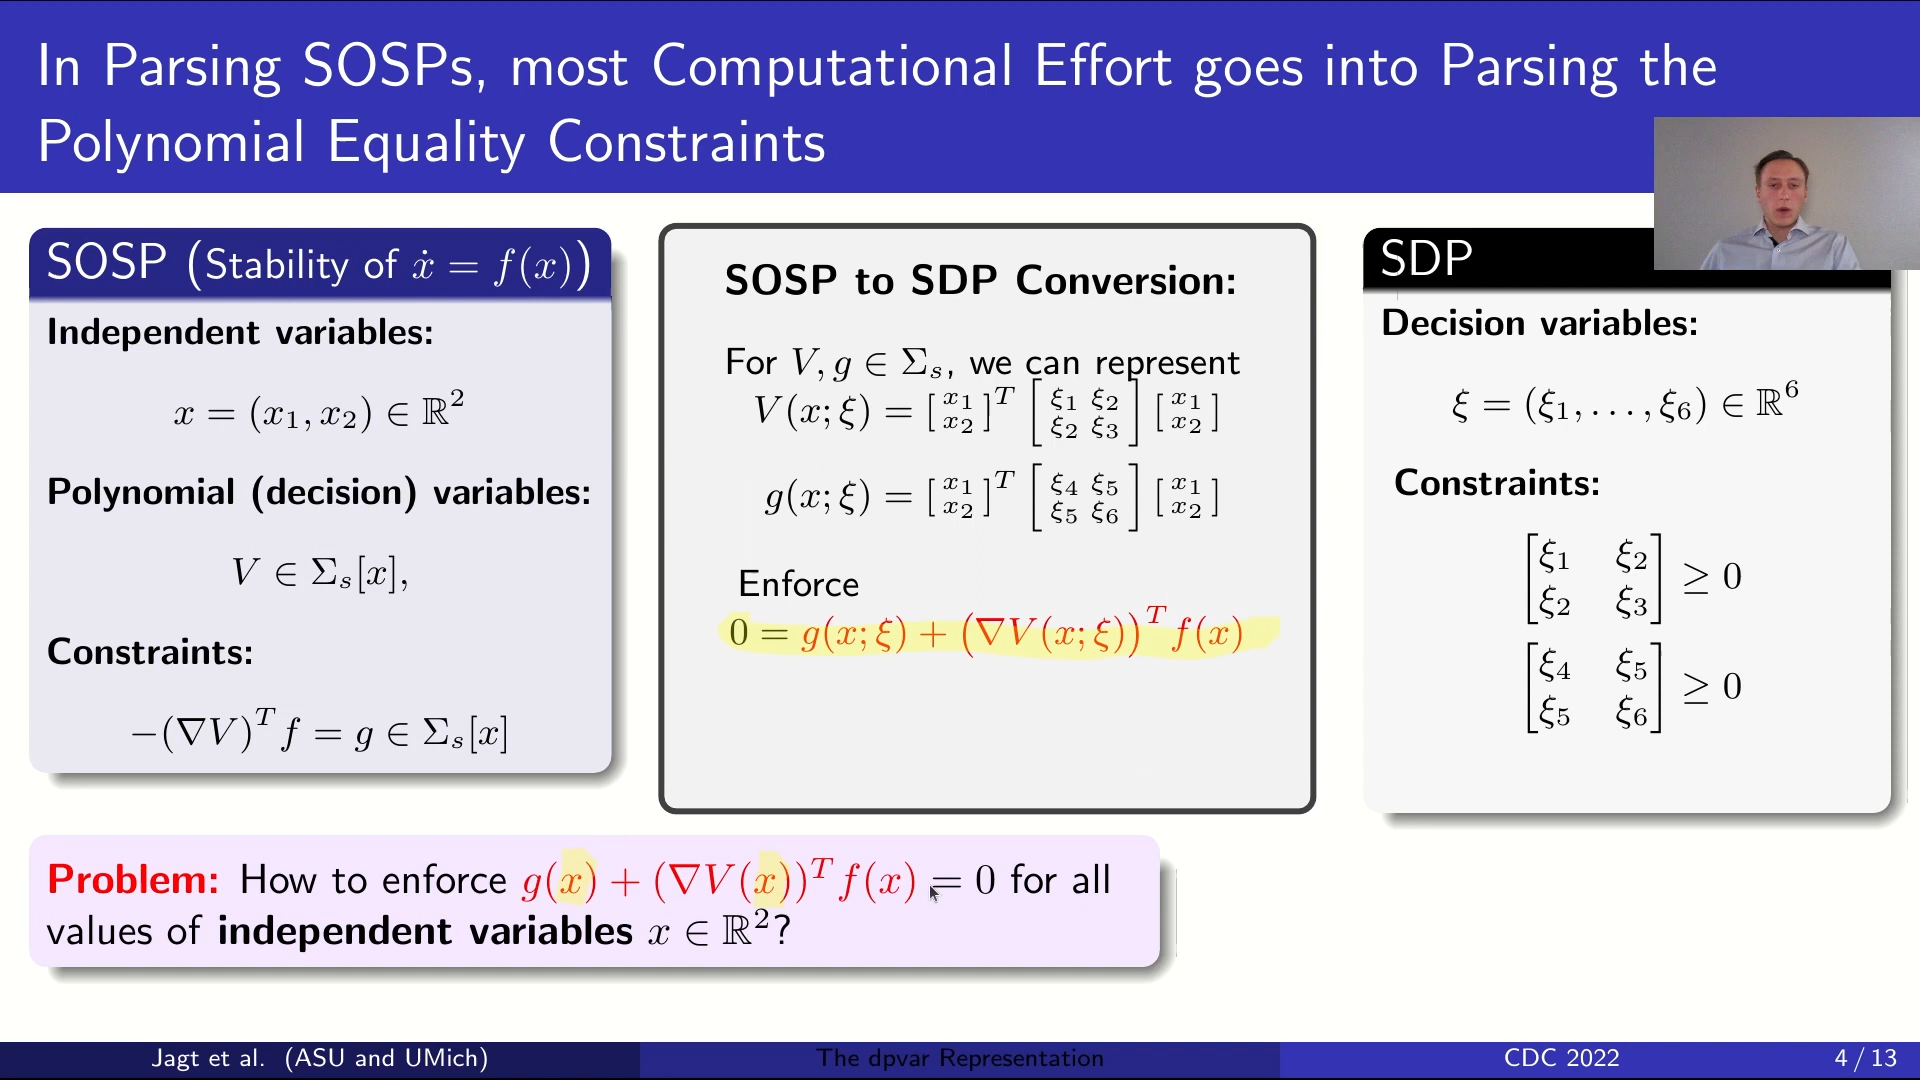 In Parsing SOSPs, most Computational Effort goes into Parsing the
Polynomial Equality Constraints
SOSP (Stability of ẋ = f(x))
Independent variables:
x = (x₁, x₂) ∈ ℝ²
Polynomial (decision) variables:
V ∈ Σₛ[x],
Constraints:
−(∇V)ᵀ f = g ∈ Σₛ[x]
SOSP to SDP Conversion:
For V, g ∈ Σₛ, we can represent
V(x; ξ) = [x₁ x₂]ᵀ [ξ₁ ξ₂ ξ₂ ξ₃] [x₁ x₂]
g(x; ξ) = [x₁ x₂]ᵀ [ξ₄ ξ₅ ξ₅ ξ₆] [x₁ x₂]
Enforce
0 = g(x; ξ) + (∇V(x; ξ))ᵀ f(x)
SDP
Decision variables:
ξ = (ξ₁, . . . , ξ₆) ∈ ℝ⁶
Constraints:
[ξ₁ ξ₂
ξ₂ ξ₃] ≥ 0
[ξ₄ ξ₅
ξ₅ ξ₆] ≥ 0
Problem: How to enforce g(x) + (∇V(x))ᵀ f(x) = 0 for all
values of independent variables x ∈ ℝ²?
Jagt et al. (ASU and UMich)
The dpvar Representation
CDC 2022
4 / 13